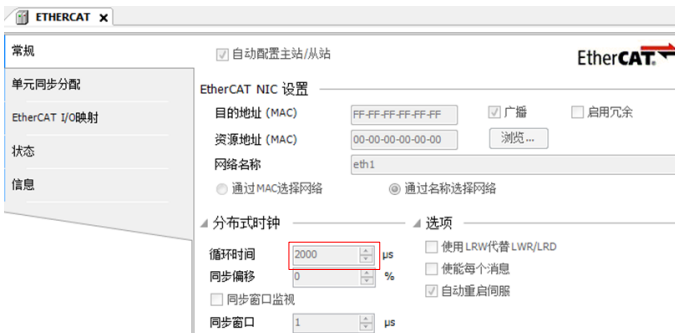 ETHERCAT
常规
单元同步分配
EtherCAT I/O映射
状态
信息
自动配置主站/从站
EtherCAT
EtherCAT NIC 设置
目的地址 (MAC) FF-FF-FF-FF-FF-FF 广播 启用冗余
资源地址 (MAC) 00-00-00-00-00-00 浏览...
网络名称 eth1
通过MAC选择网络 通过名称选择网络
分布式时钟
循环时间 2000 µs
同步偏移 0 %
同步窗口监视
同步窗口 1 µs
选项
使用LRW代替LWR/LRD
使能每个消息
自动重启伺服